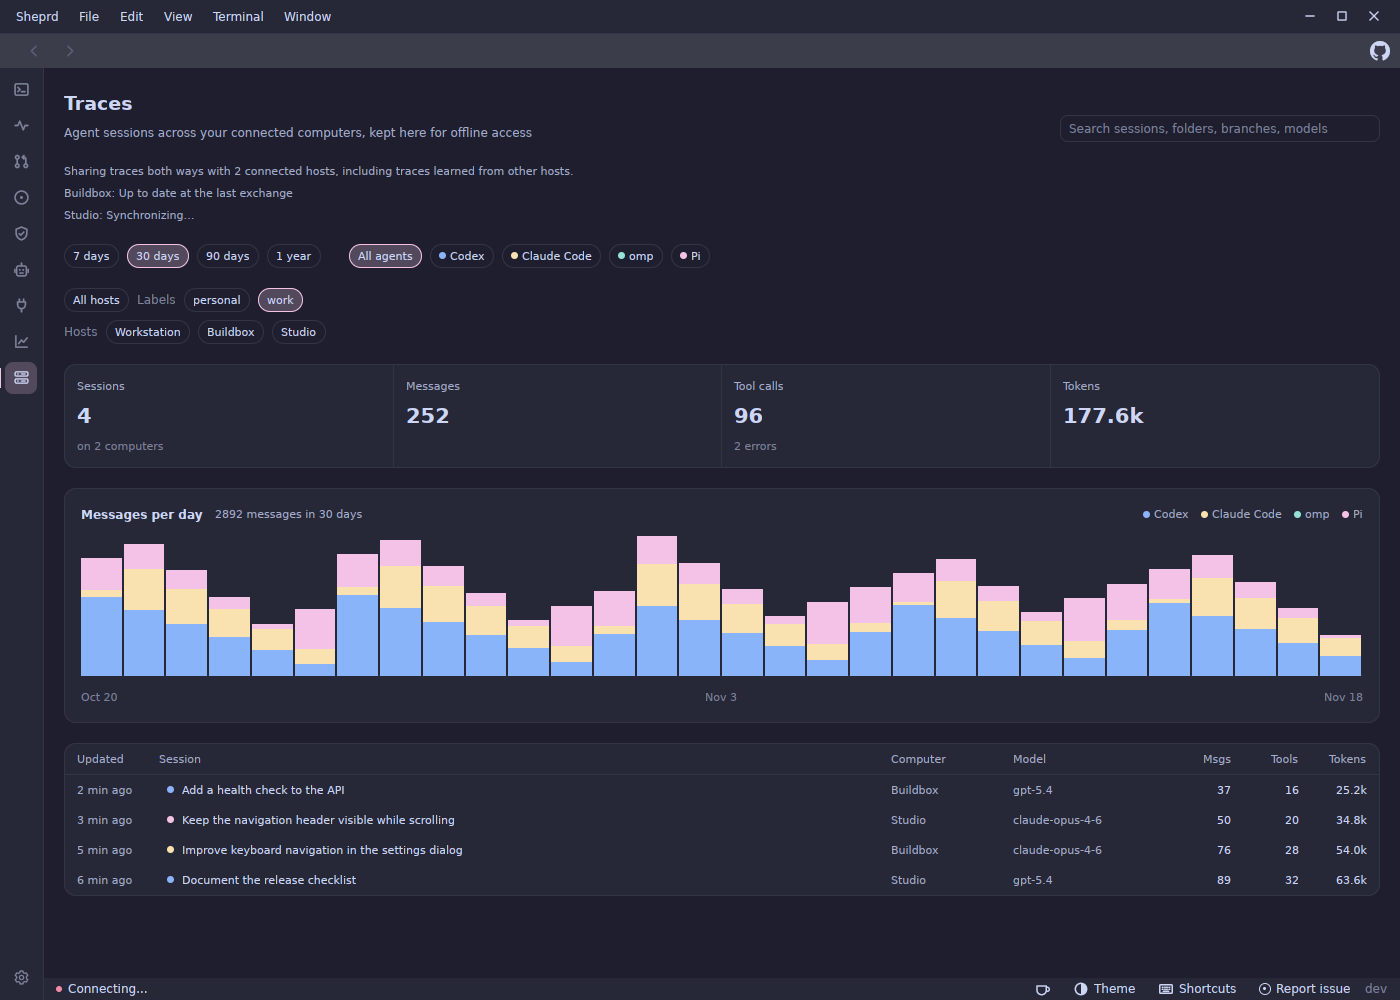 Sheprd File Edit View Terminal Window
Traces
Agent sessions across your connected computers, kept here for offline access
Search sessions, folders, branches, models
Sharing traces both ways with 2 connected hosts, including traces learned from other hosts.
Buildbox: Up to date at the last exchange
Studio: Synchronizing...
7 days 30 days 90 days 1 year All agents Codex Claude Code omp Pi
All hosts Labels personal work
Hosts Workstation Buildbox Studio
Sessions Messages Tool calls Tokens
4 252 96 177.6k
on 2 computers 2 errors
Messages per day 2892 messages in 30 days Codex Claude Code omp Pi
Oct 20 Nov 3 Nov 18
Updated Session Computer Model Msgs Tools Tokens
2 min ago Add a health check to the API Buildbox gpt-5.4 37 16 25.2k
3 min ago Keep the navigation header visible while scrolling Studio claude-opus-4-6 50 20 34.8k
5 min ago Improve keyboard navigation in the settings dialog Buildbox claude-opus-4-6 76 28 54.0k
6 min ago Document the release checklist Studio gpt-5.4 89 32 63.6k
Connecting... Theme Shortcuts Report issue dev